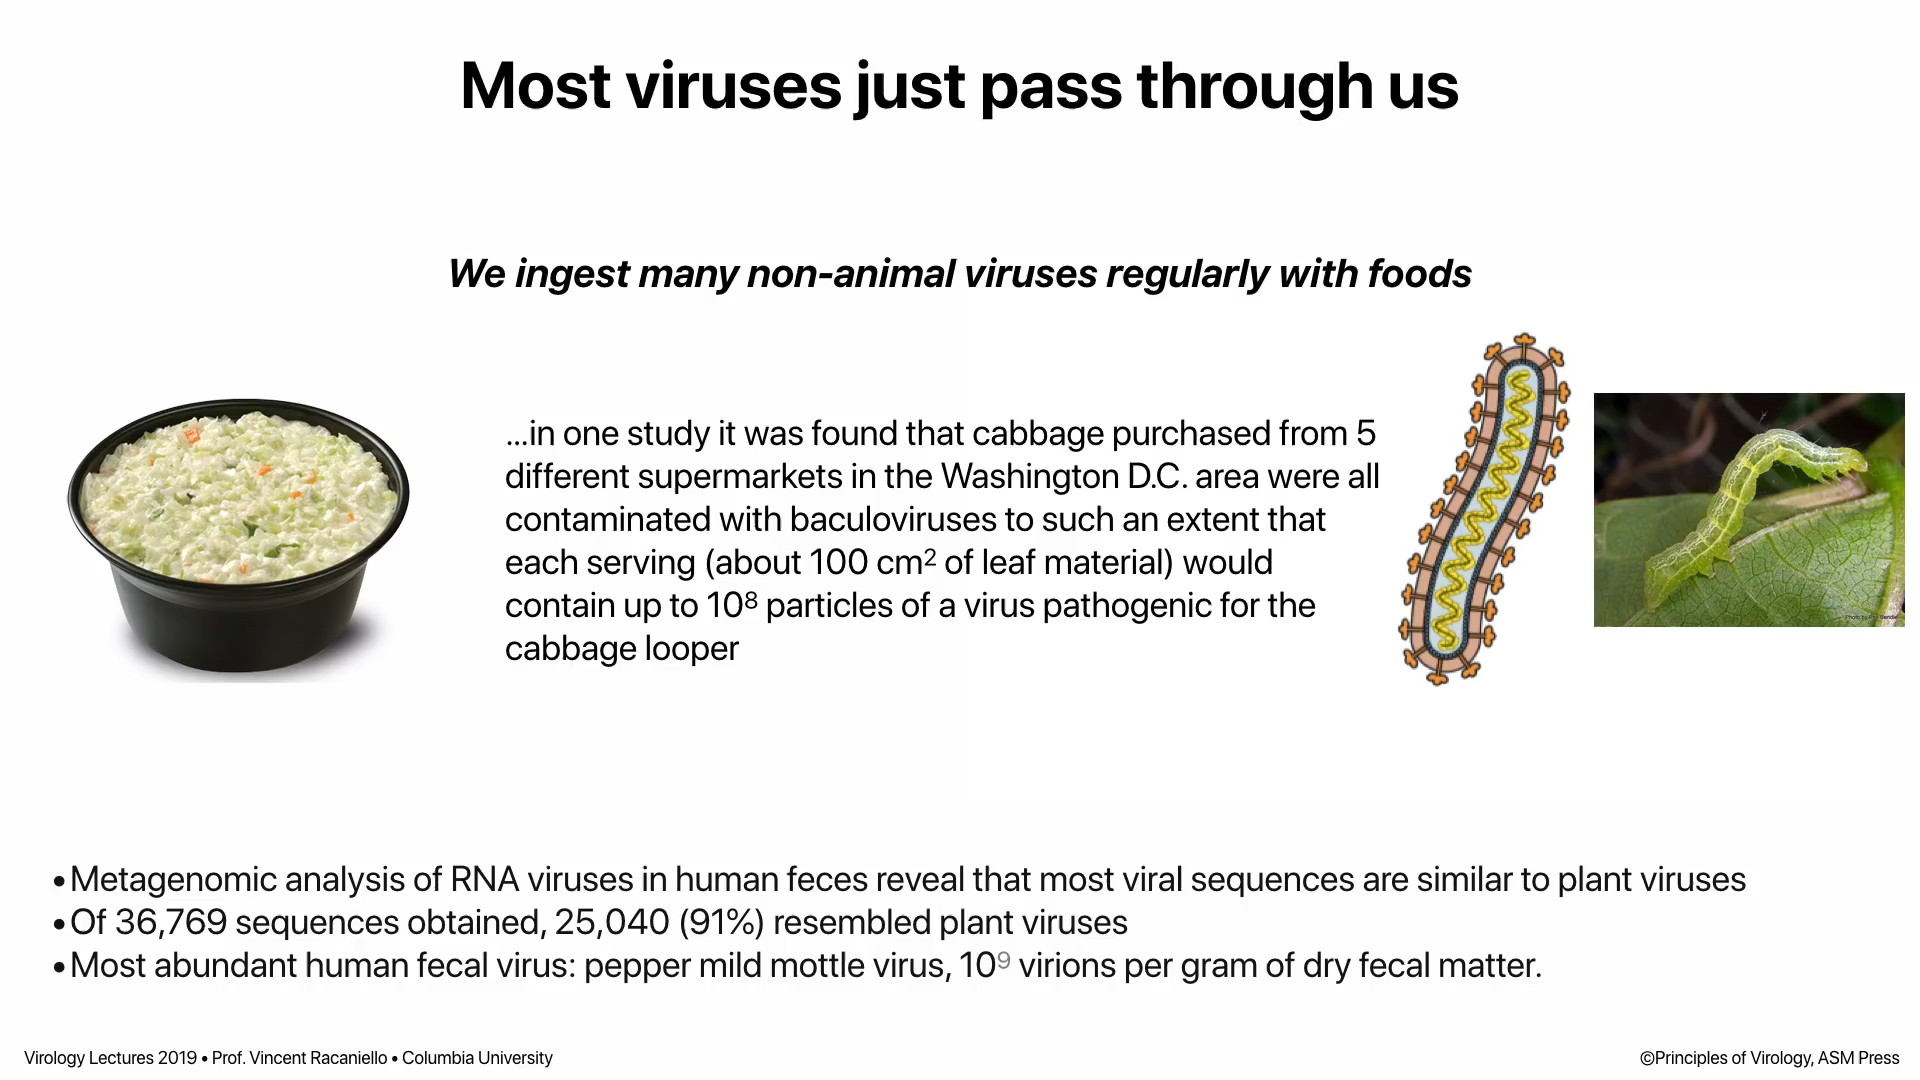 Most viruses just pass through us
We ingest many non-animal viruses regularly with foods
...in one study it was found that cabbage purchased from 5
different supermarkets in the Washington D.C. area were all
contaminated with baculoviruses to such an extent that
each serving (about 100 cm² of leaf material) would
contain up to 10⁸ particles of a virus pathogenic for the
cabbage looper
•Metagenomic analysis of RNA viruses in human feces reveal that most viral sequences are similar to plant viruses
•Of 36,769 sequences obtained, 25,040 (91%) resembled plant viruses
•Most abundant human fecal virus: pepper mild mottle virus, 10⁹ virions per gram of dry fecal matter.
Virology Lectures 2019 • Prof. Vincent Racaniello • Columbia University
©Principles of Virology, ASM Press